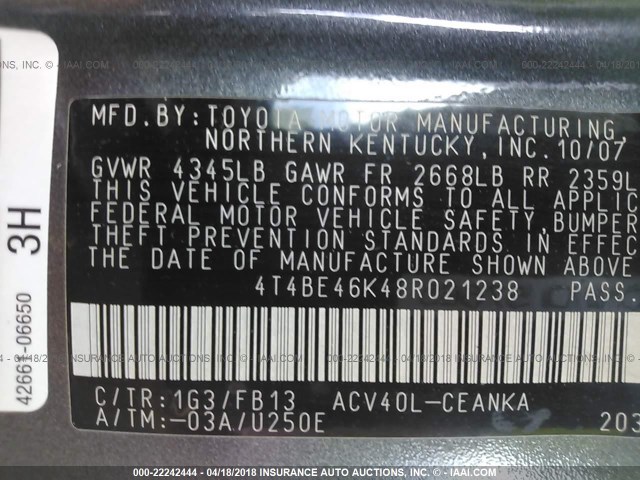 MFD.BY:TOYOTA MOTOR MANUFACTURING,
NORTHERN KENTUCKY,INC. 10/07
GVWR 4345LB GAWR FR 2668LB RR 2359L
THIS VEHICLE CONFORMS TO ALL APPLIC
FEDERAL MOTOR VEHICLE SAFETY,BUMPER
THEFT PREVENTION STANDARDS IN EFFEC
THE DATE OF MANUFACTURE SHOWN ABOVE
4T4BE46K48R021238 PASS.
C/TR:1G3/FB13 ACV40L-CEANKA
A/TM:-03A/U250E 203
42661-06650
3H
000-22242444 - 04/18/2018 INSURANCE AUTO AUCTIONS, INC. - © I-A-A-I.COM